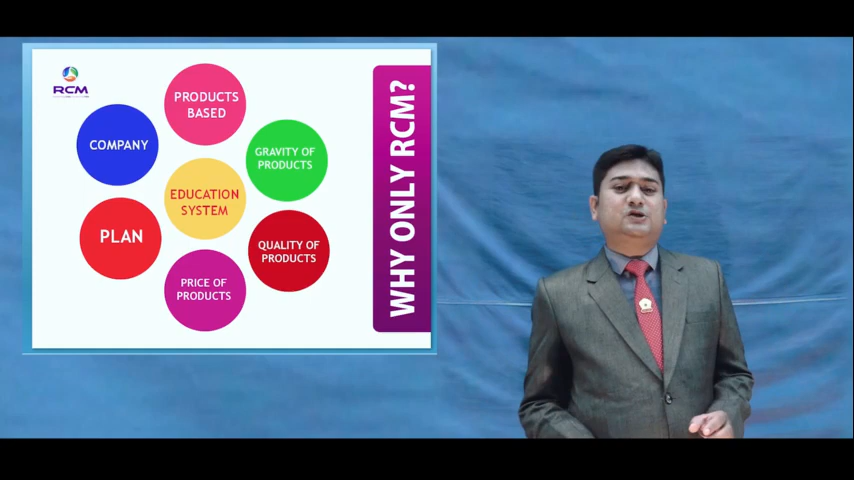 RCM
PRODUCTS
BASED
COMPANY
GRAVITY OF
PRODUCTS
EDUCATION
SYSTEM
PLAN
QUALITY OF
PRODUCTS
PRICE OF
PRODUCTS
WHY ONLY RCM?